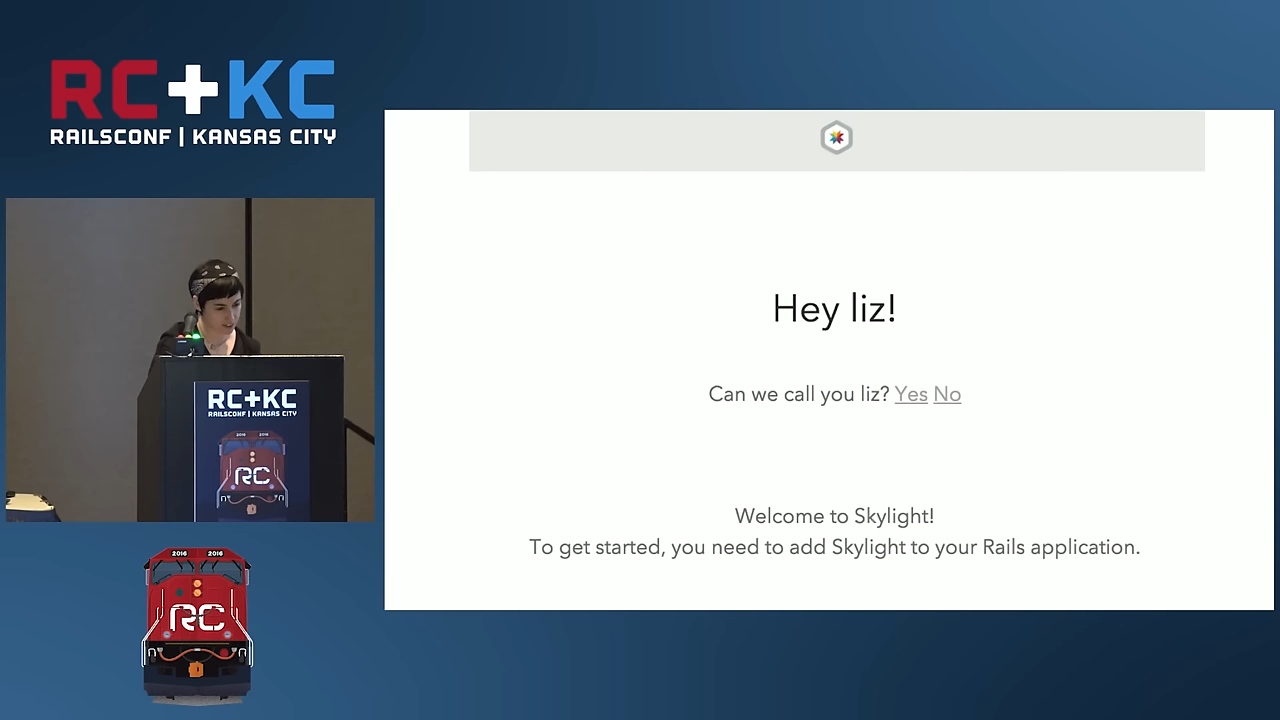 RC+KC
RAILSCONF | KANSAS CITY
Hey liz!
Can we call you liz? Yes No
Welcome to Skylight!
To get started, you need to add Skylight to your Rails application.
RC+KC
RAILSCONF | KANSAS CITY
2016 2016
RC
2016 2016
RC